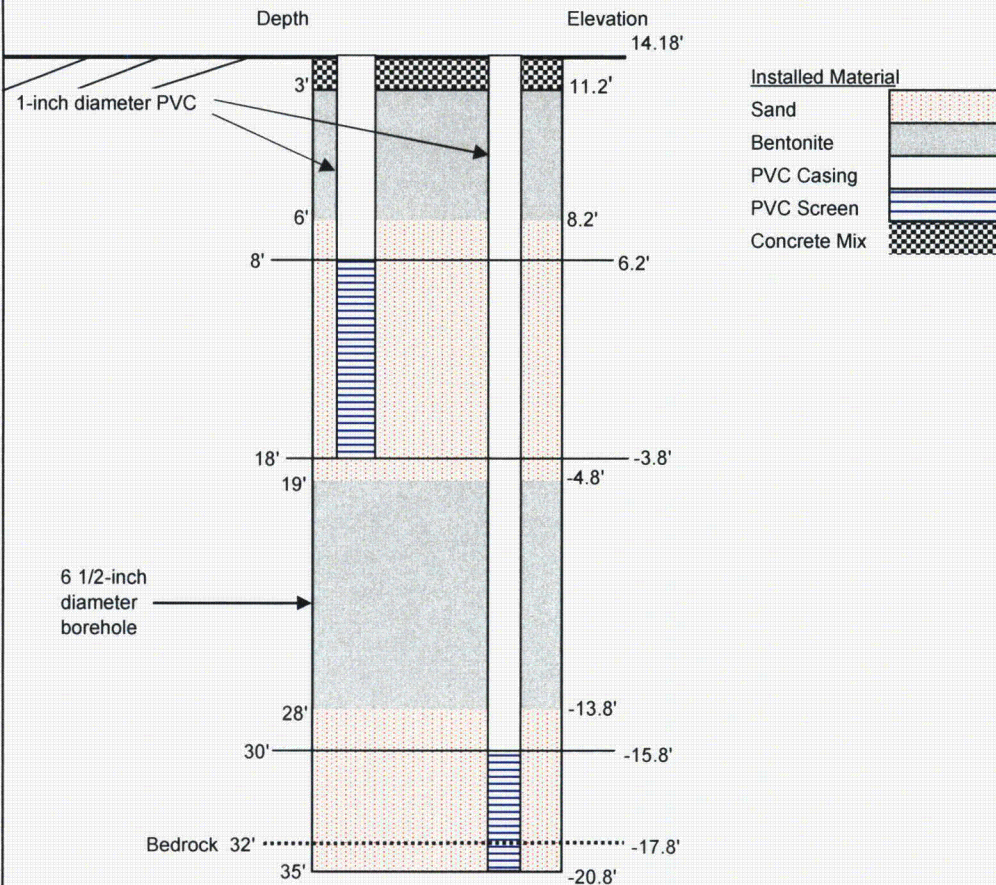 Depth
Elevation
14.18'
3'
11.2'
1-inch diameter PVC
6'
8.2'
8'
6.2'
18'
-3.8'
19'
-4.8'
6 1/2-inch
diameter
borehole
28'
-13.8'
30'
-15.8'
Bedrock 32'
-17.8'
35'
-20.8'
Installed Material
Sand
Bentonite
PVC Casing
PVC Screen
Concrete Mix